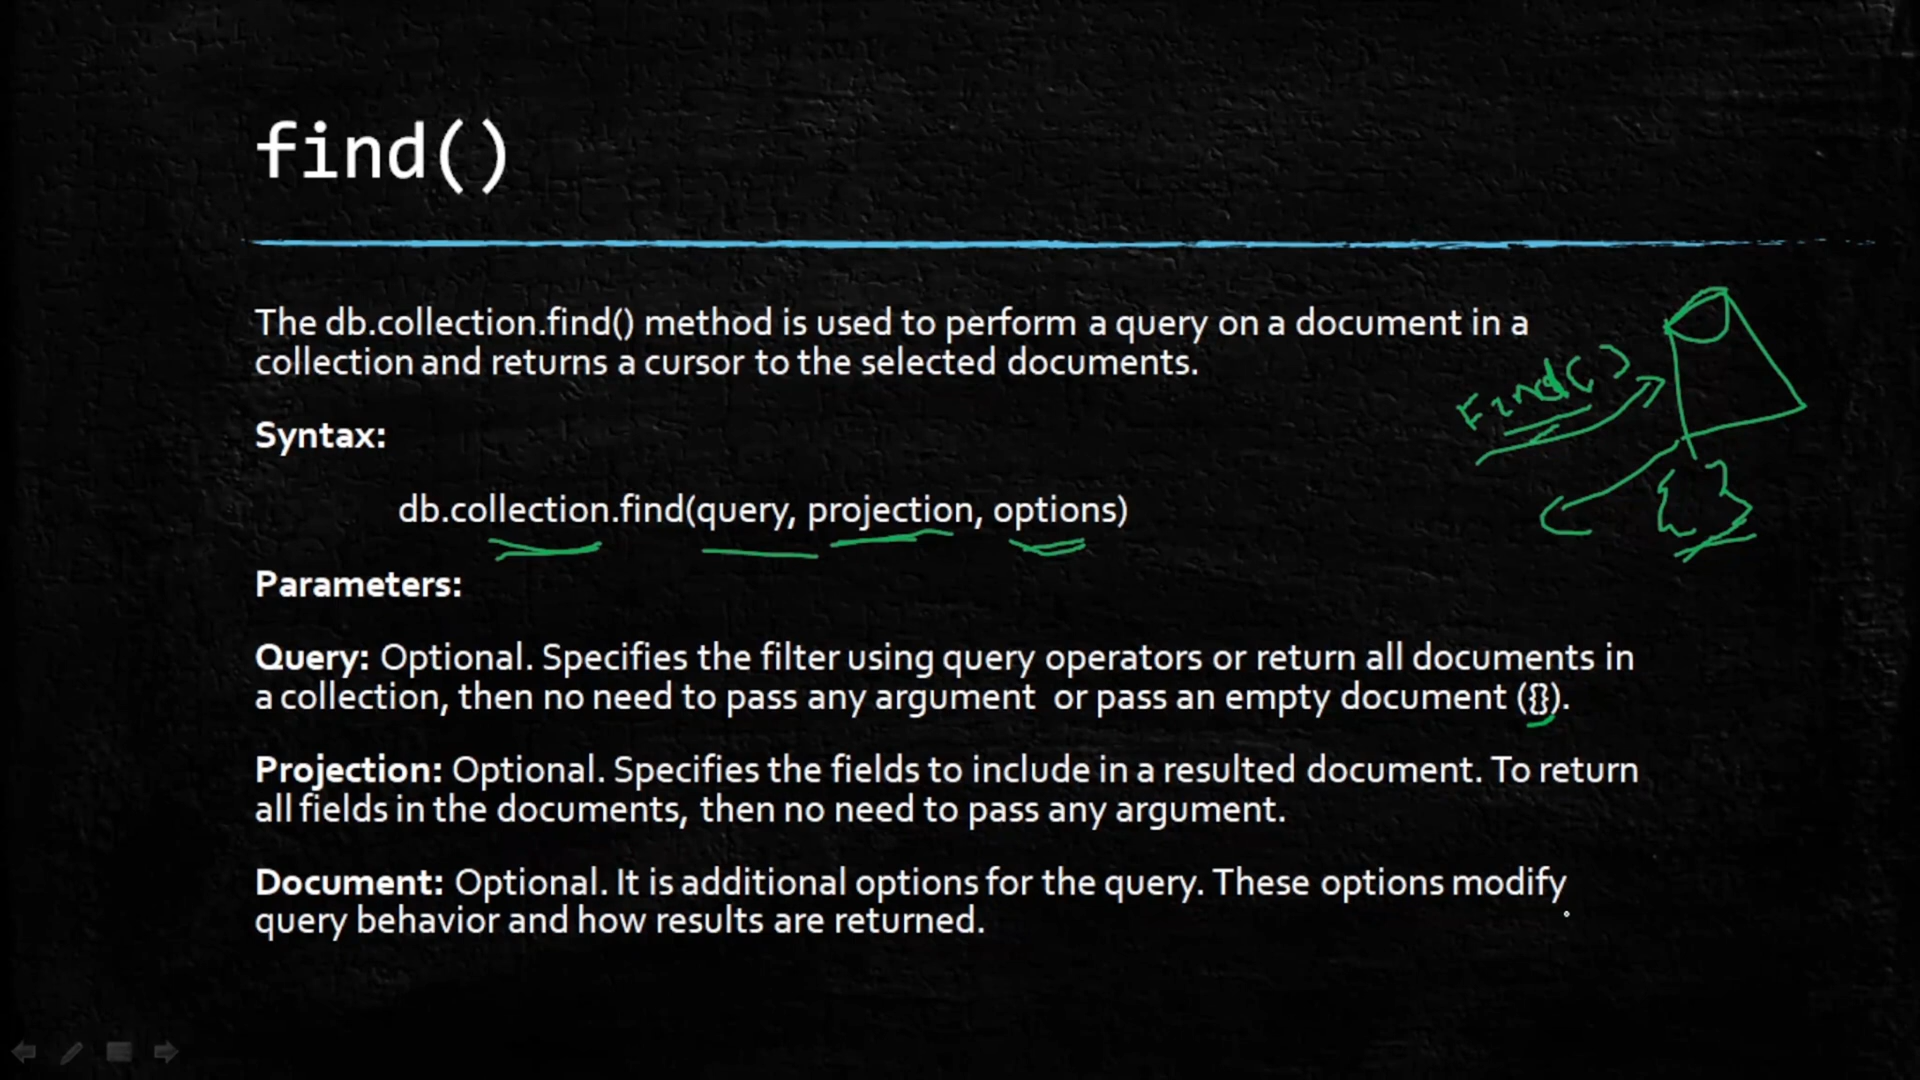 find()
The db.collection.find() method is used to perform a query on a document in a
collection and returns a cursor to the selected documents.
Find()
Syntax:
db.collection.find(query, projection, options)
{ }
Parameters:
Query: Optional. Specifies the filter using query operators or return all documents in
a collection, then no need to pass any argument or pass an empty document ({}).
Projection: Optional. Specifies the fields to include in a resulted document. To return
all fields in the documents, then no need to pass any argument.
Document: Optional. It is additional options for the query. These options modify
query behavior and how results are returned.